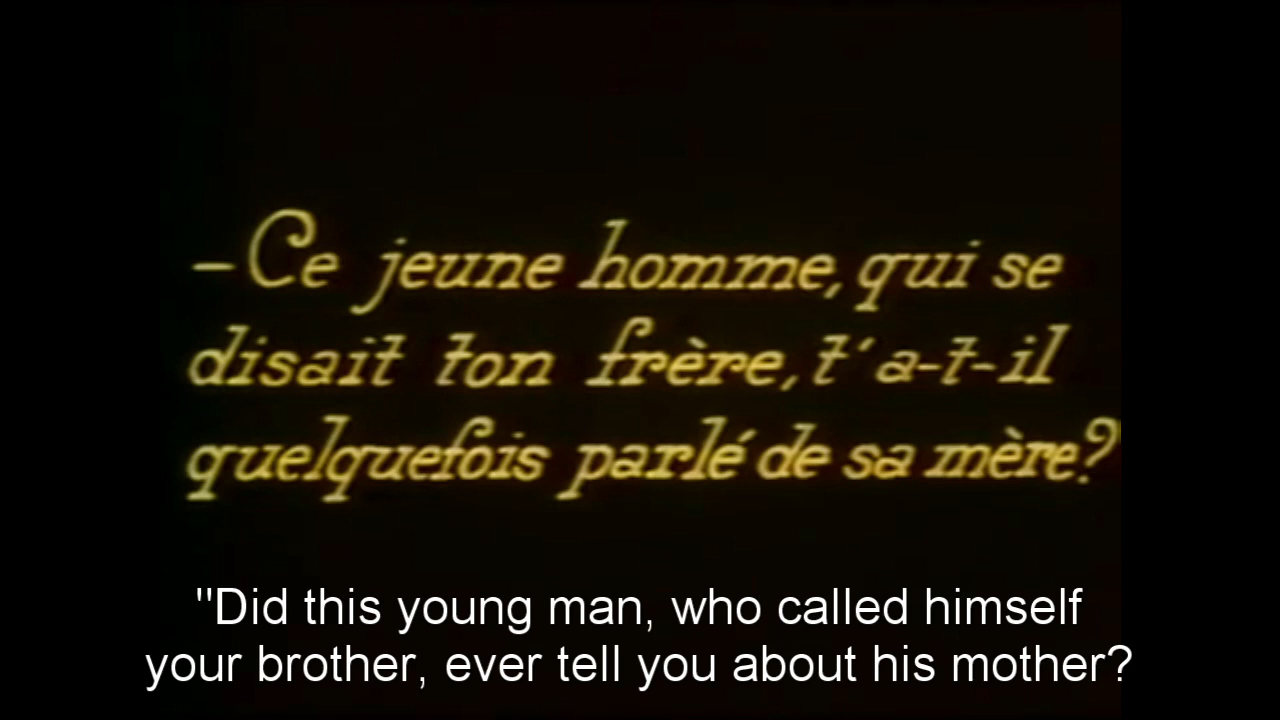 –Ce jeune homme, qui se
disait ton frère, t'a-t-il
quelquefois parlé de sa mère?
"Did this young man, who called himself
your brother, ever tell you about his mother?